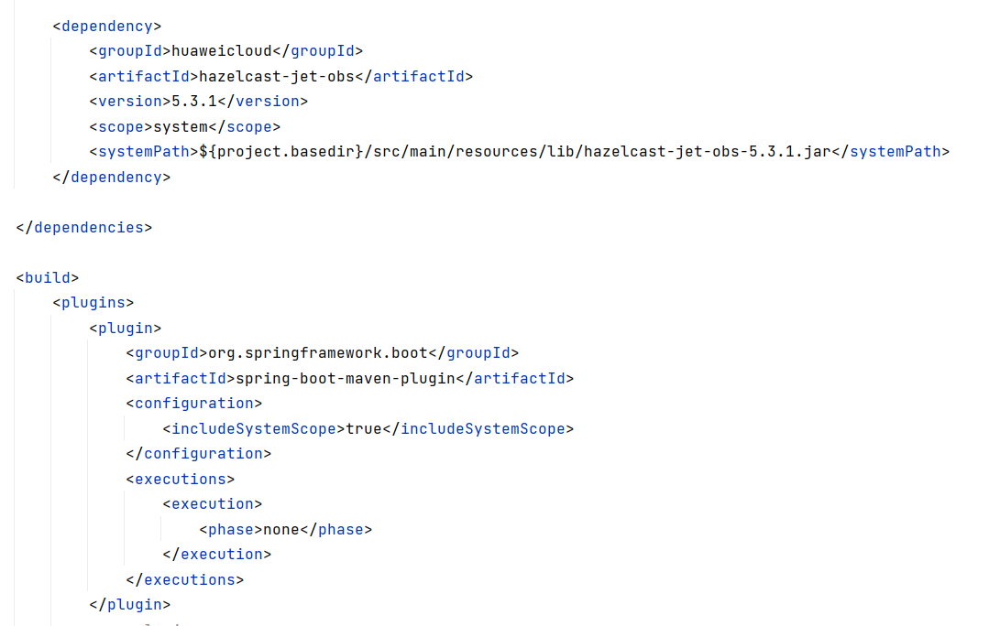 <dependency>
<groupId>huaweicloud</groupId>
<artifactId>hazelcast-jet-obs</artifactId>
<version>5.3.1</version>
<scope>system</scope>
<systemPath>${project.basedir}/src/main/resources/lib/hazelcast-jet-obs-5.3.1.jar</systemPath>
</dependency>
</dependencies>
<build>
<plugins>
<plugin>
<groupId>org.springframework.boot</groupId>
<artifactId>spring-boot-maven-plugin</artifactId>
<configuration>
<includeSystemScope>true</includeSystemScope>
</configuration>
<executions>
<execution>
<phase>none</phase>
</execution>
</executions>
</plugin>